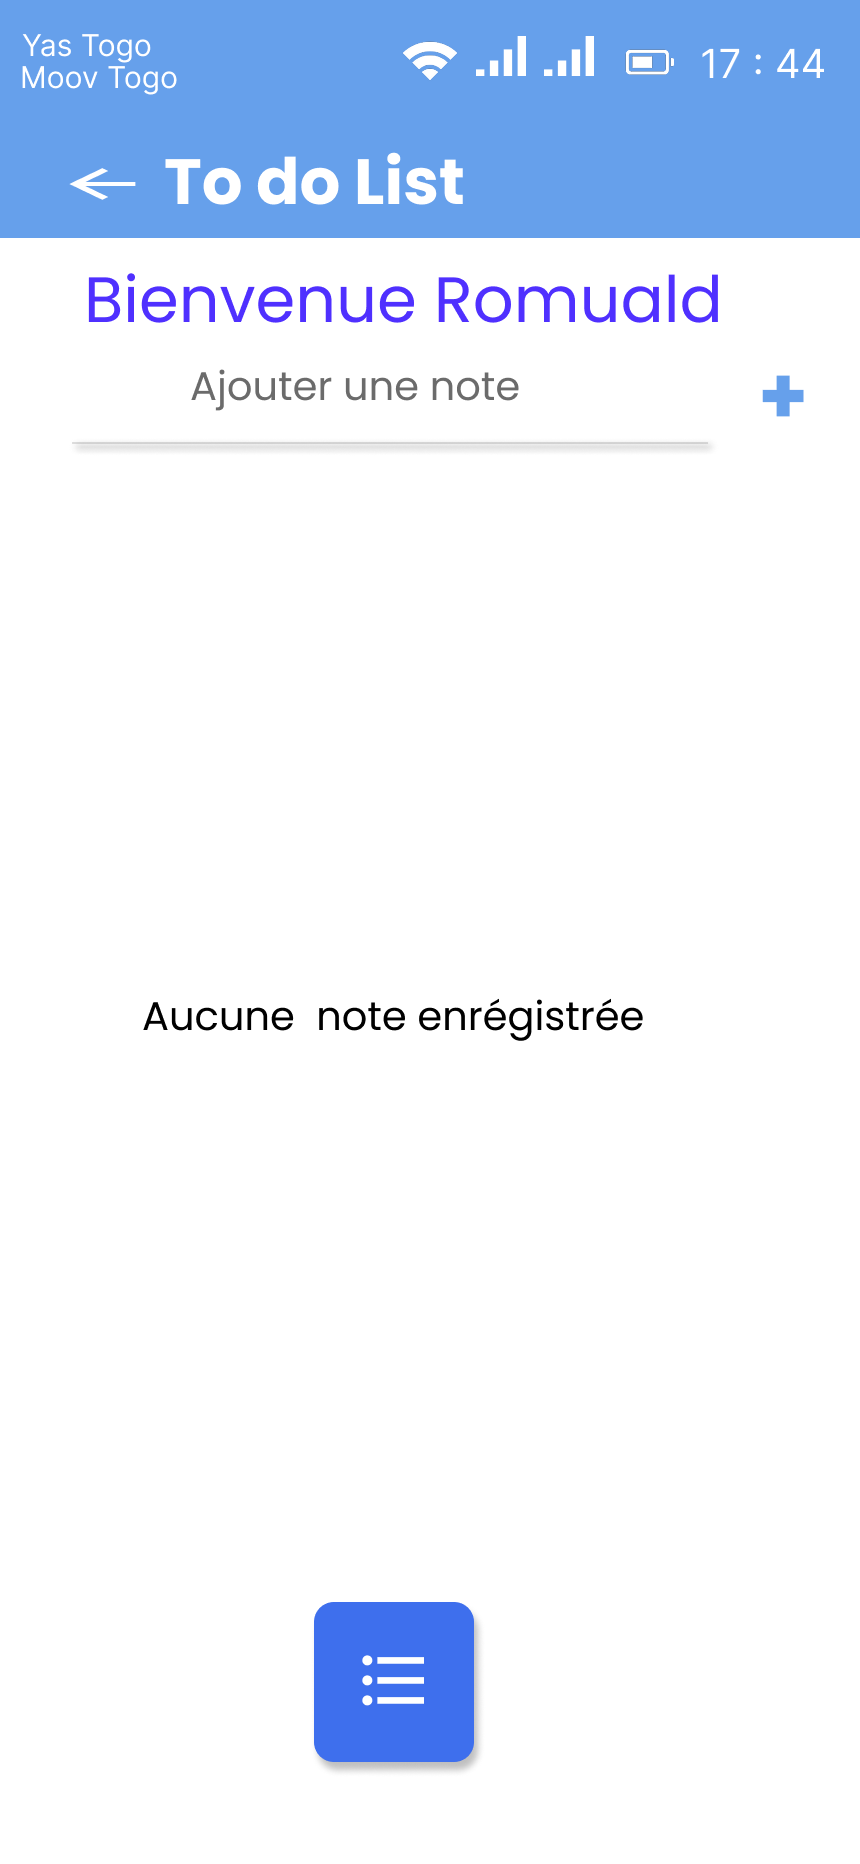 Yas Togo
Moov Togo
17 : 44
To do List
Bienvenue Romuald
Ajouter une note
Aucune  note enrégistrée